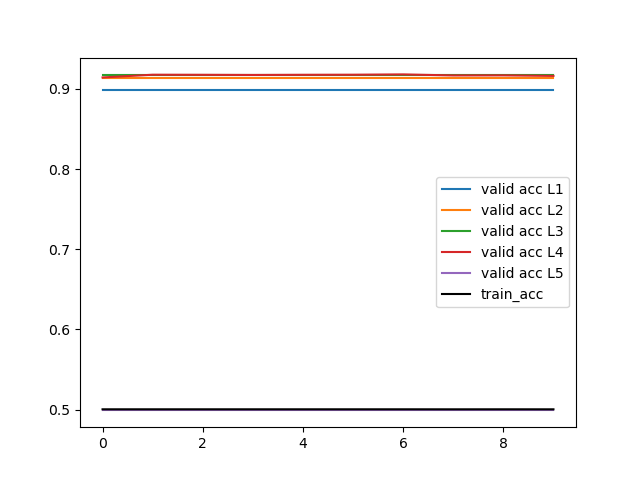 0.9
0.8
0.7
0.6
0.5
valid acc L1
valid acc L2
valid acc L3
valid acc L4
valid acc L5
train_acc
0 2 4 6 8